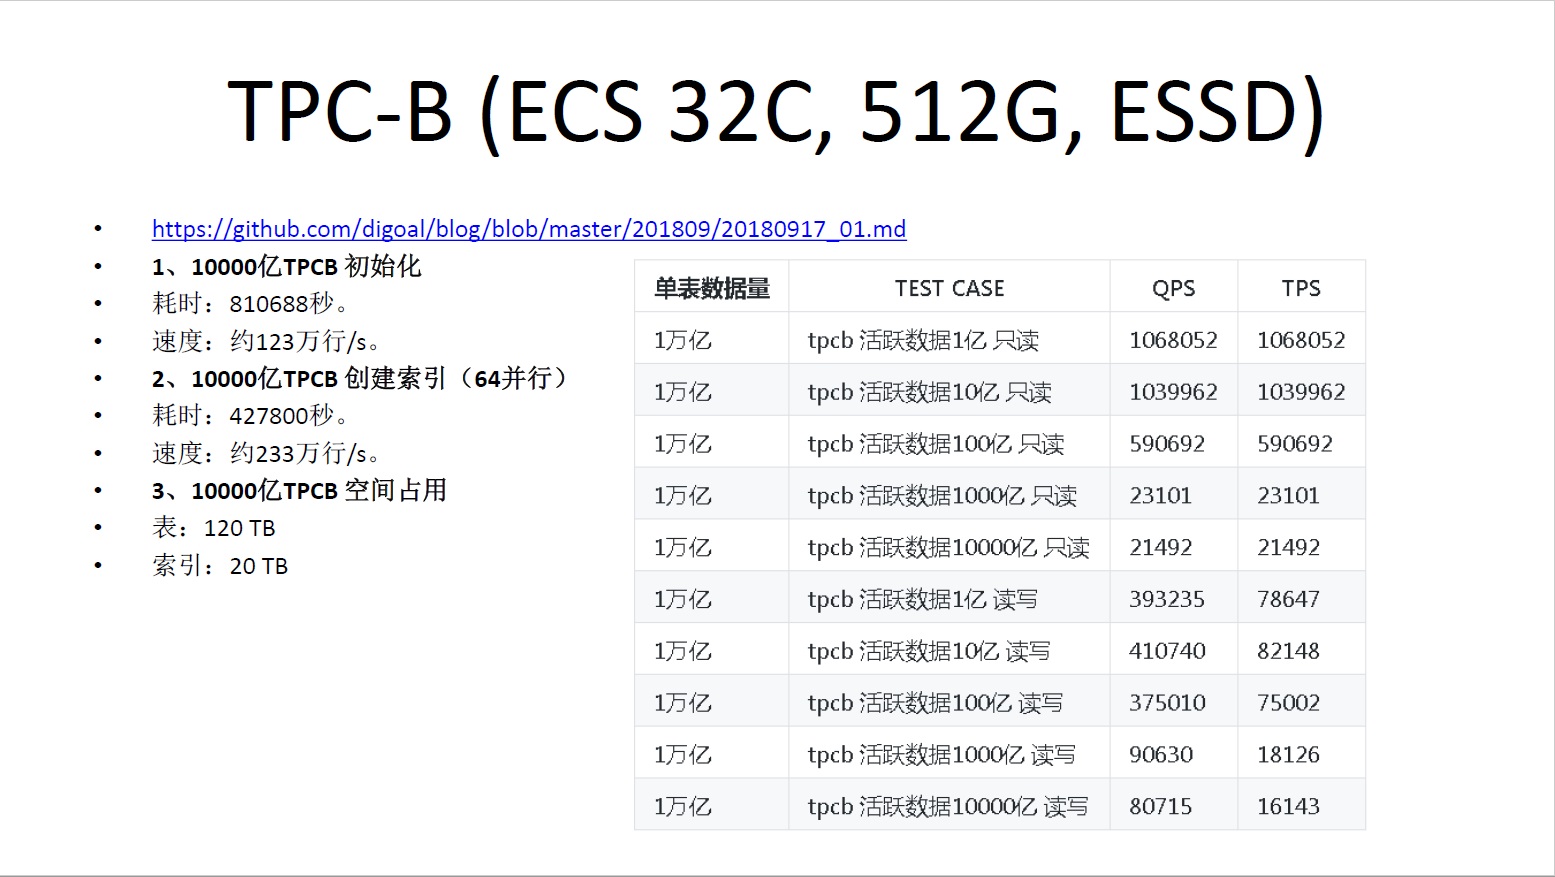 TPC-B (ECS 32C, 512G, ESSD)
• https://github.com/digoal/blog/blob/master/201809/20180917_01.md
• 1、10000亿TPCB 初始化
• 耗时：810688秒。
• 速度：约123万行/s。
• 2、10000亿TPCB 创建索引（64并行）
• 耗时：427800秒。
• 速度：约233万行/s。
• 3、10000亿TPCB 空间占用
• 表：120 TB
• 索引：20 TB
单表数据量 TEST CASE QPS TPS
1万亿 tpcb 活跃数据1亿 只读 1068052 1068052
1万亿 tpcb 活跃数据10亿 只读 1039962 1039962
1万亿 tpcb 活跃数据100亿 只读 590692 590692
1万亿 tpcb 活跃数据1000亿 只读 23101 23101
1万亿 tpcb 活跃数据10000亿 只读 21492 21492
1万亿 tpcb 活跃数据1亿 读写 393235 78647
1万亿 tpcb 活跃数据10亿 读写 410740 82148
1万亿 tpcb 活跃数据100亿 读写 375010 75002
1万亿 tpcb 活跃数据1000亿 读写 90630 18126
1万亿 tpcb 活跃数据10000亿 读写 80715 16143